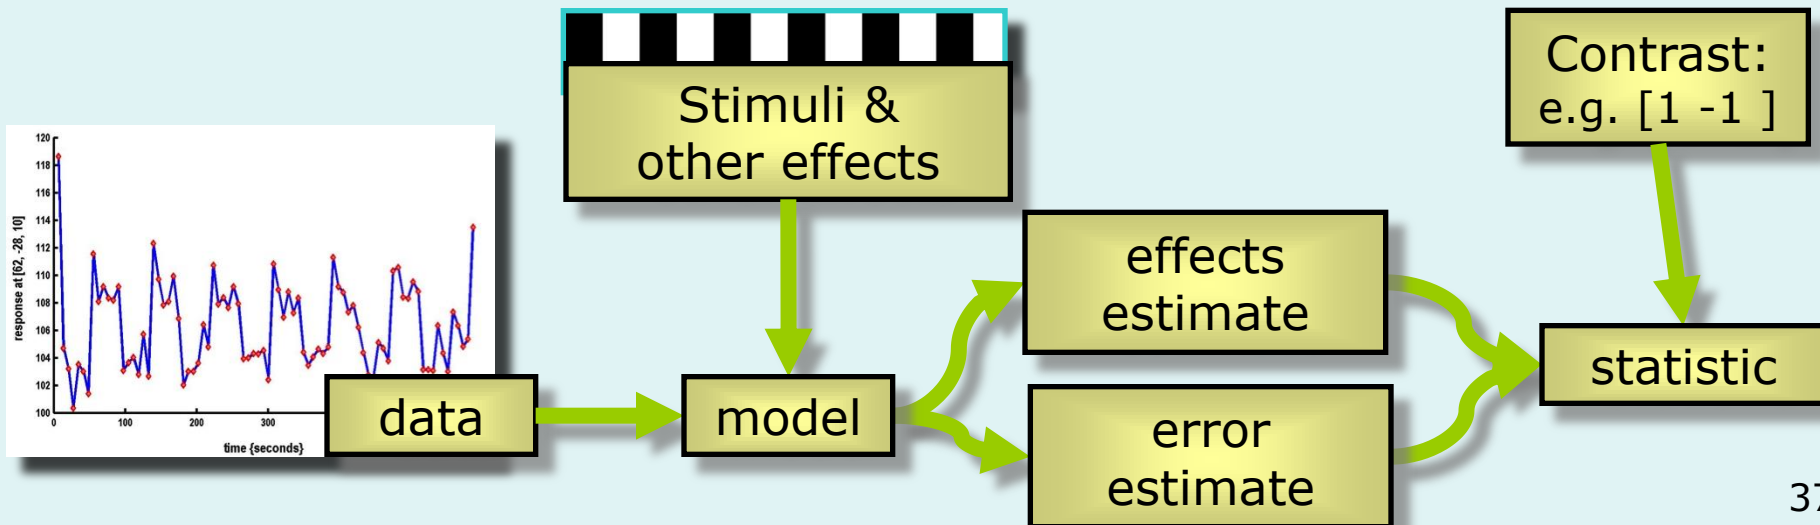 Stimuli &
other effects
Contrast:
e.g. [1 -1 ]
120
118
116
114
112
110
108
106
104
102
100
response at [62, -28, 10]
0
100
200
300
time {seconds}
data
model
effects
estimate
error
estimate
statistic